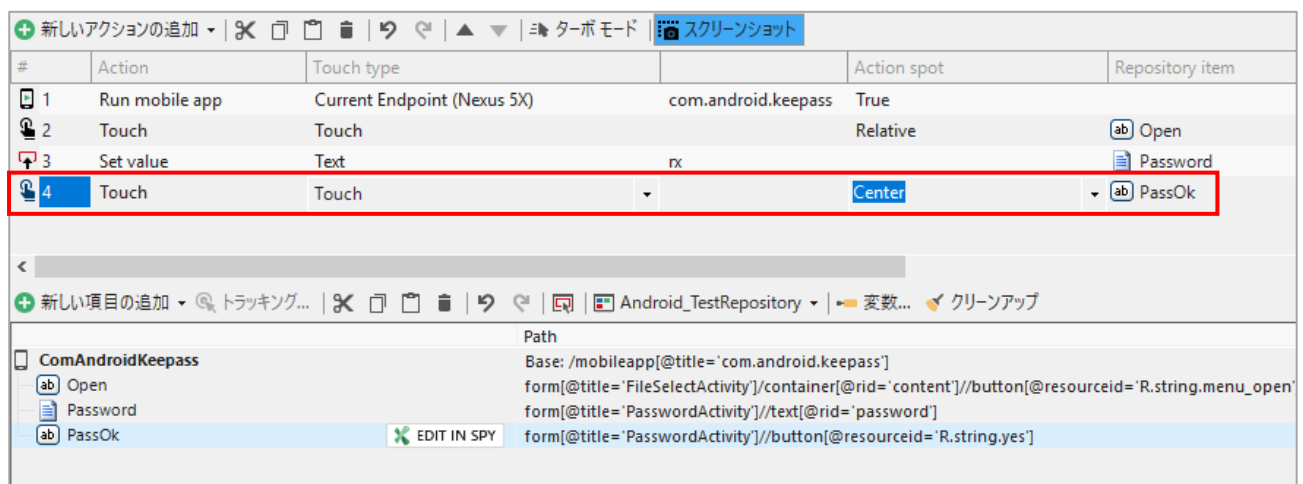 新しいアクションの追加 ターボ モード スクリーンショット
# Action Touch type Action spot Repository item
1 Run mobile app Current Endpoint (Nexus 5X) com.android.keepass True
2 Touch Touch Relative ab Open
3 Set value Text rx Password
4 Touch Touch Center ab PassOk
新しい項目の追加 トラッキング... Android_TestRepository 変数... クリーンアップ
Path
ComAndroidKeepass Base: /mobileapp[@title='com.android.keepass']
ab Open form[@title='FileSelectActivity']/container[@rid='content']//button[@resourceid='R.string.menu_open'
Password form[@title='PasswordActivity']//text[@rid='password']
ab PassOk EDIT IN SPY form[@title='PasswordActivity']//button[@resourceid='R.string.yes']